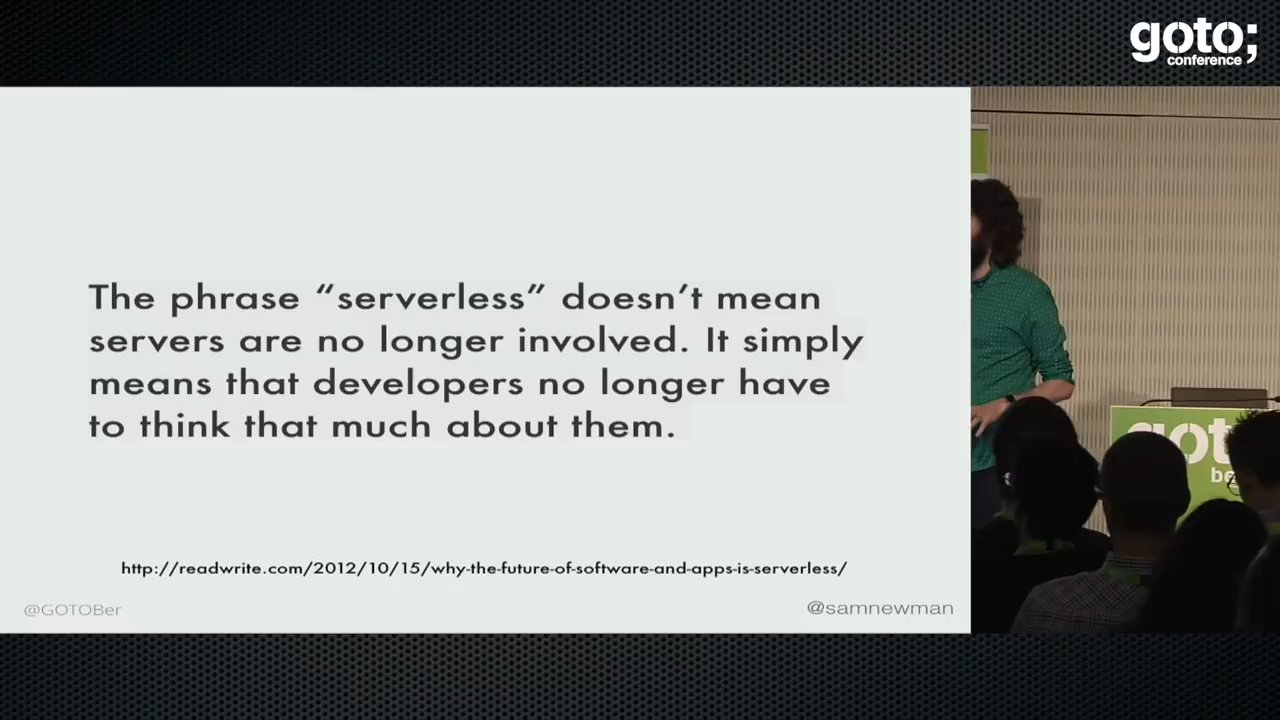 goto;
conference
The phrase “serverless” doesn’t mean
servers are no longer involved. It simply
means that developers no longer have
to think that much about them.
http://readwrite.com/2012/10/15/why-the-future-of-software-and-apps-is-serverless/
@GOTOBer
@samnewman